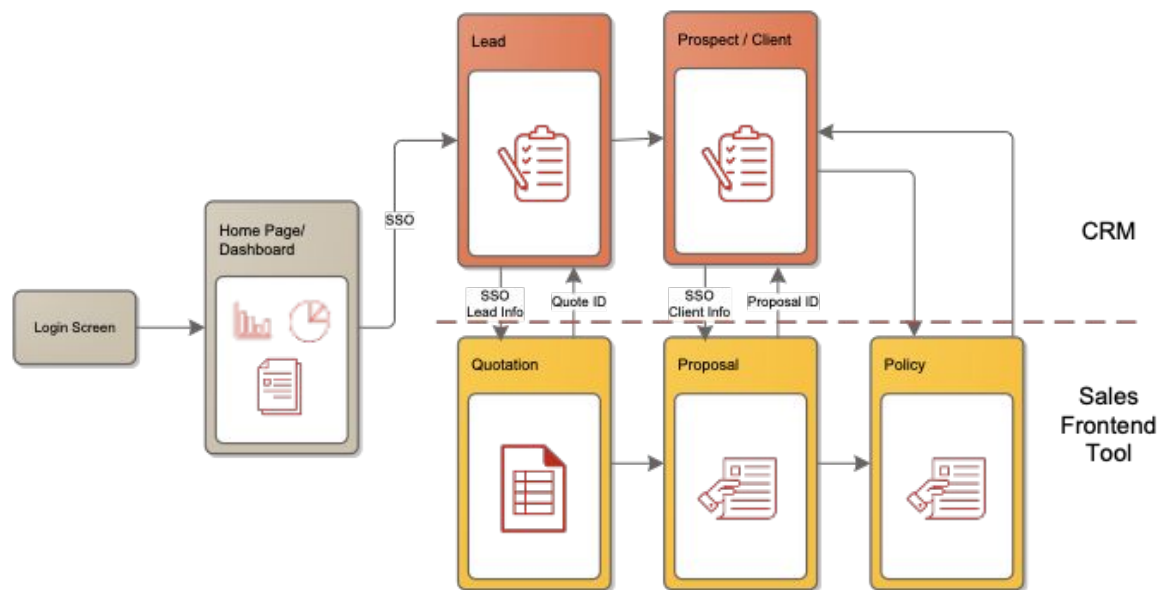 Lead
Prospect / Client
SSO
Home Page/
Dashboard
CRM
Login Screen
SSO
Lead Info
Quote ID
SSO
Client Info
Proposal ID
Quotation
Proposal
Policy
Sales
Frontend
Tool